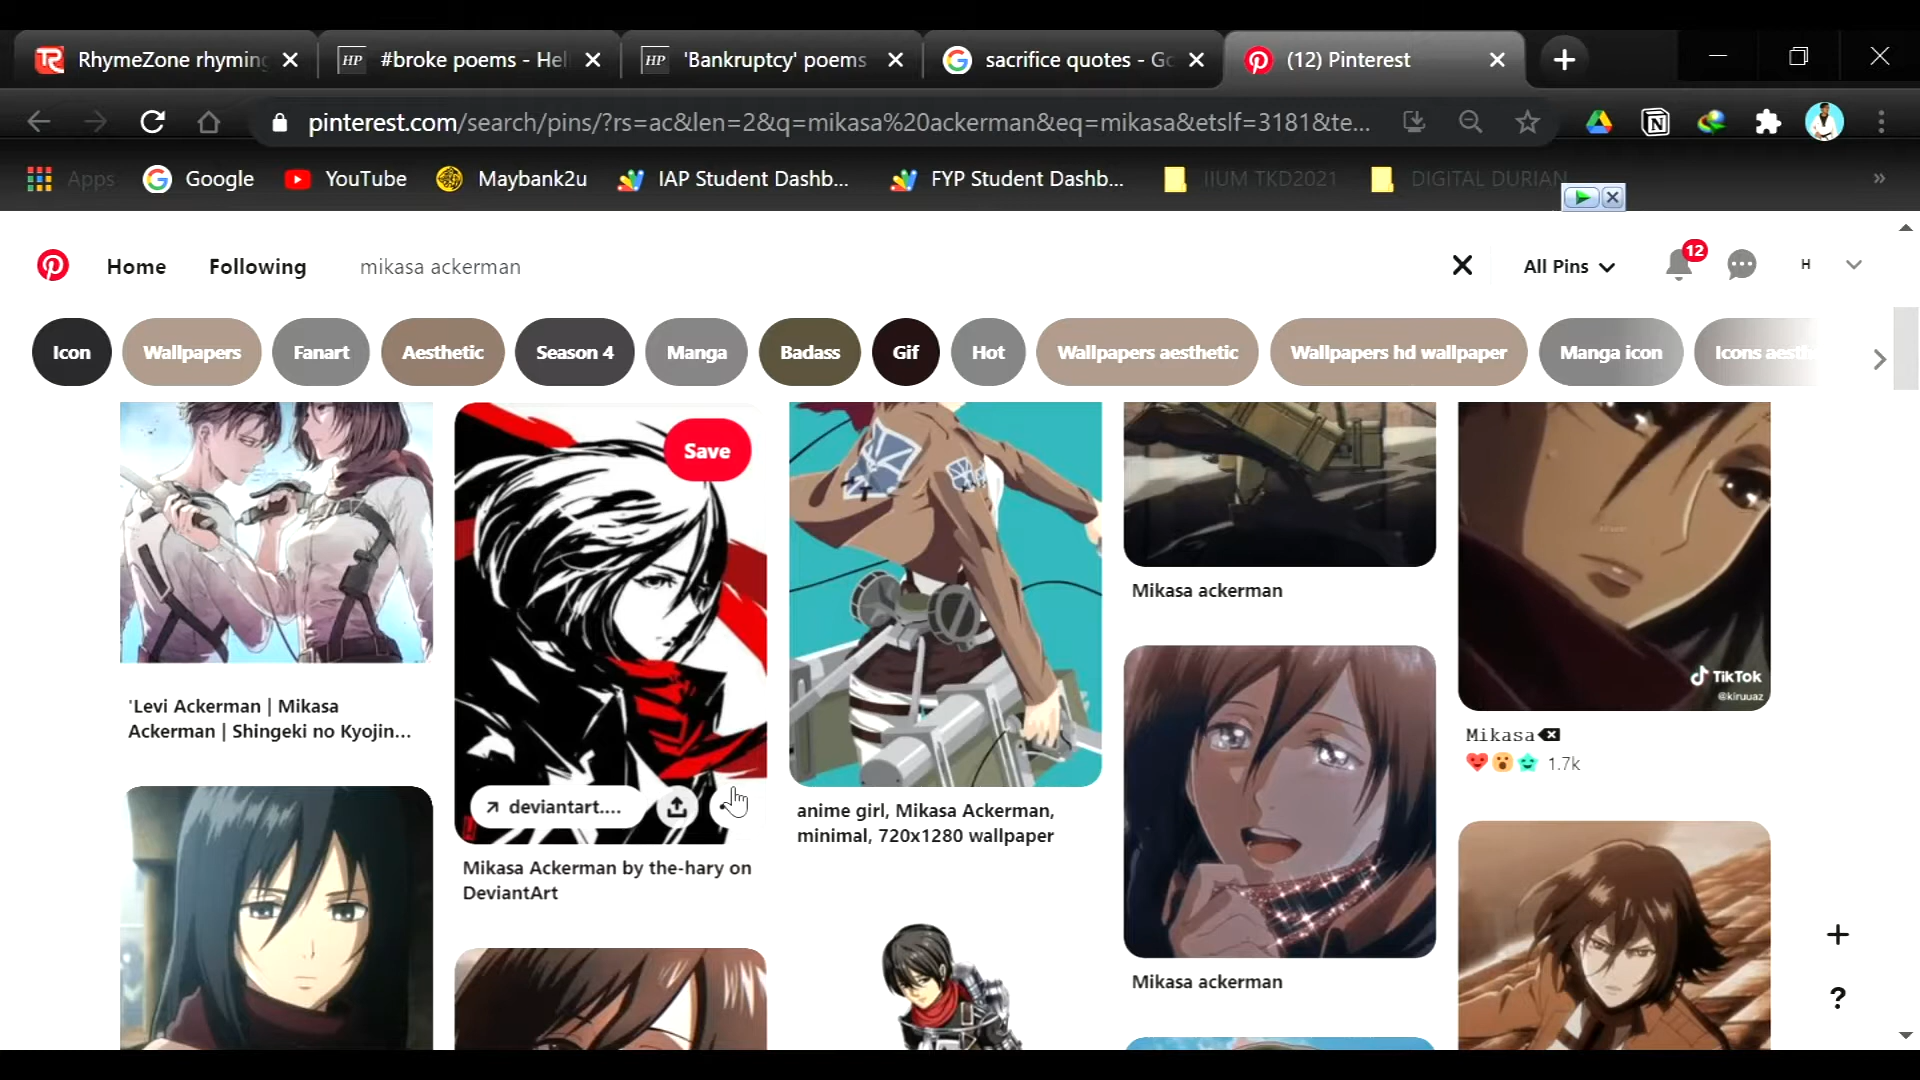 RhymeZone rhyming
#broke poems - Hel
'Bankruptcy' poems
sacrifice quotes - Go
(12) Pinterest
pinterest.com/search/pins/?rs=ac&len=2&q=mikasa%20ackerman&eq=mikasa&etslf=3181&te...
Apps
Google
YouTube
Maybank2u
IAP Student Dashb...
FYP Student Dashb...
IIUM TKD2021
DIGITAL DURIAN
»
Home
Following
mikasa ackerman
All Pins
12
H
Icon
Wallpapers
Fanart
Aesthetic
Season 4
Manga
Badass
Gif
Hot
Wallpapers aesthetic
Wallpapers hd wallpaper
Manga icon
Icons aesth
Save
deviantart....
'Levi Ackerman | Mikasa
Ackerman | Shingeki no Kyojin...
Mikasa Ackerman by the-hary on
DeviantArt
anime girl, Mikasa Ackerman,
minimal, 720x1280 wallpaper
Mikasa ackerman
Mikasa ackerman
TikTok
@kiruuaz
Mikasa
1.7k
+
?